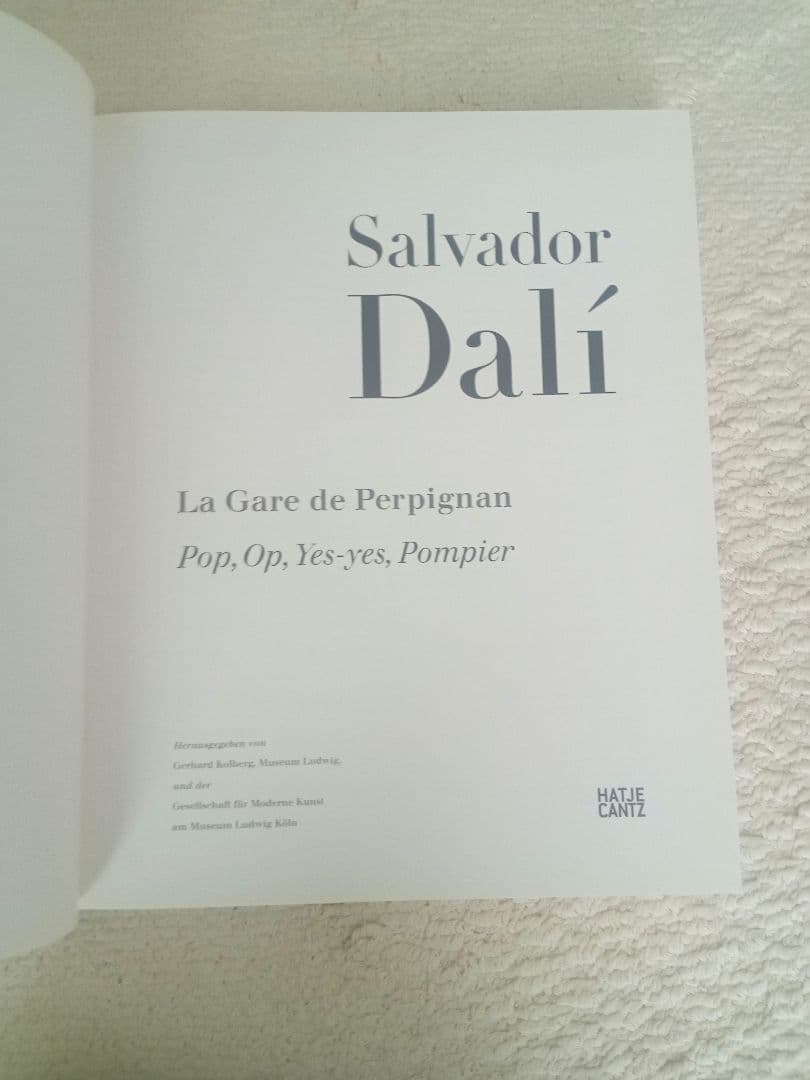 Salvador
Dalí
La Gare de Perpignan
Pop, Op, Yes-yes, Pompier
Herausgegeben von
Gerhard Kolberg, Museum Ludwig,
und der
Gesellschaft für Moderne Kunst
am Museum Ludwig Köln
HATJE
CANTZ